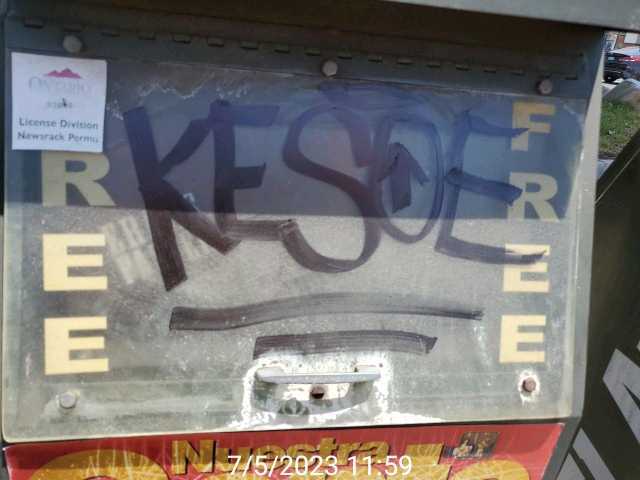 ONTARIO
License Division
Newsrack Permit
FREE
KESOE
FREE
Nuestra
7/5/2023 11:59